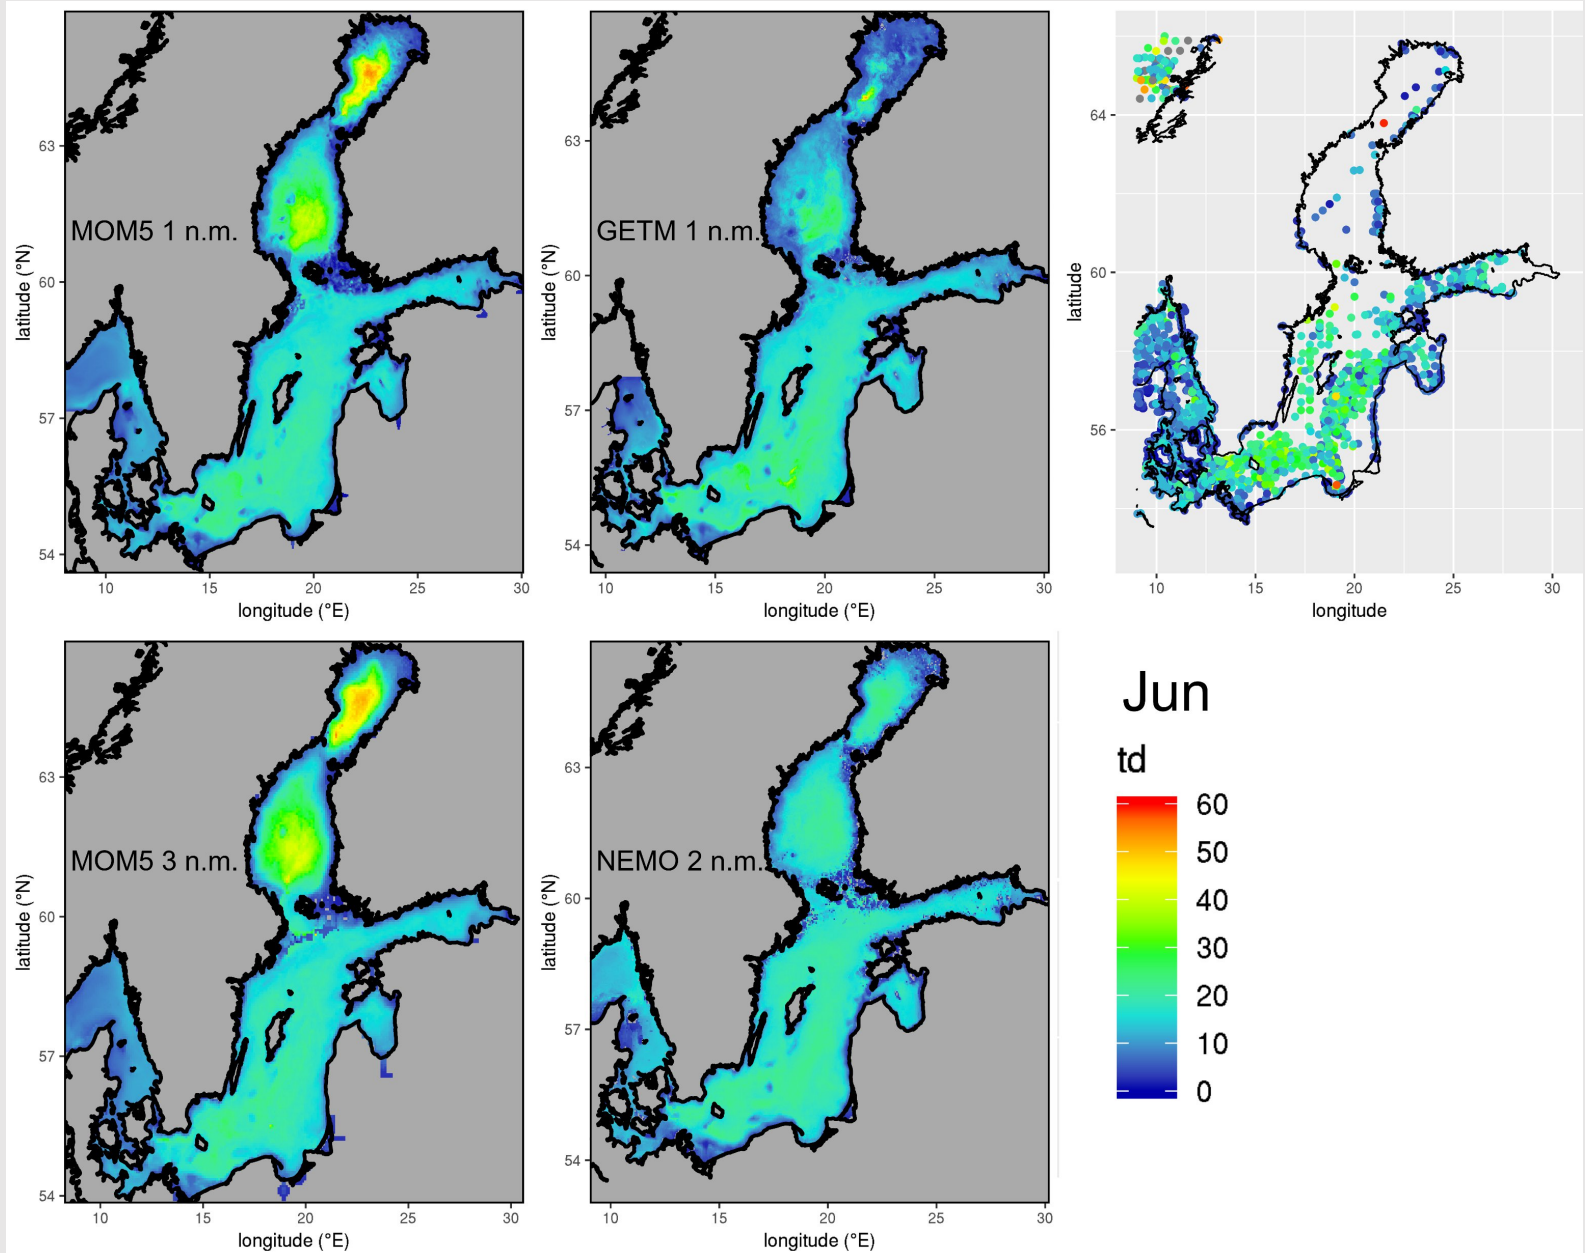 MOM5 1 n.m.
latitude (°N)
63
60
57
54
10 15 20 25 30
longitude (°E)
GETM 1 n.m.
latitude (°N)
63
60
57
54
10 15 20 25 30
longitude (°E)
latitude
64
60
56
10 15 20 25 30
longitude
MOM5 3 n.m.
latitude (°N)
63
60
57
54
10 15 20 25 30
longitude (°E)
NEMO 2 n.m.
latitude (°N)
63
60
57
54
10 15 20 25 30
longitude (°E)
Jun
td
60
50
40
30
20
10
0